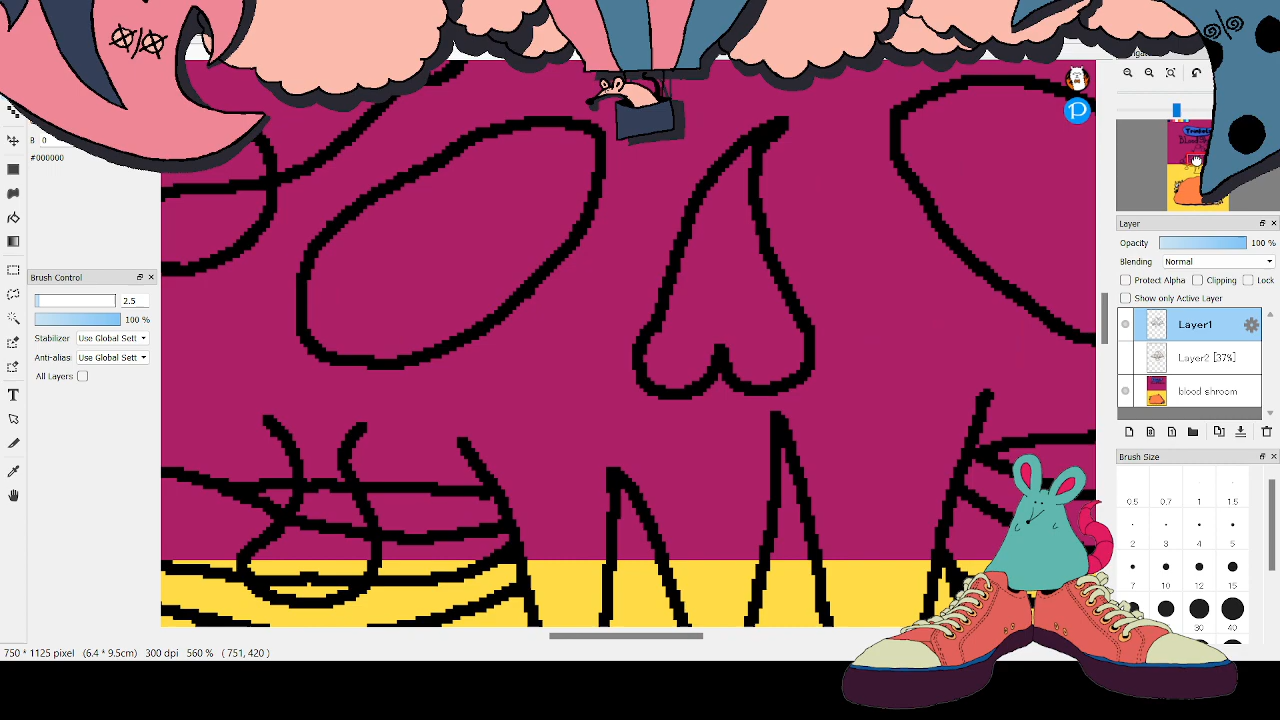 B 0
#000000
Brush Control
2.5
100 %
Stabilizer Use Global Sett
Anti-alias: Use Global Sett
All Layers
T
P
Layer
Opacity 100 %
Blending Normal
Protect Alpha Clipping Lock
Show only Active Layer
Layer1
Layer2 [37%]
blood shroom
Brush Size
0.5 0.7 1 1.5
2 3 4 5
7 10 12 15
30 40
750 * 1125 pixel (6.4 * 9.5cm) 300 dpi 560 % ( 751, 420 )